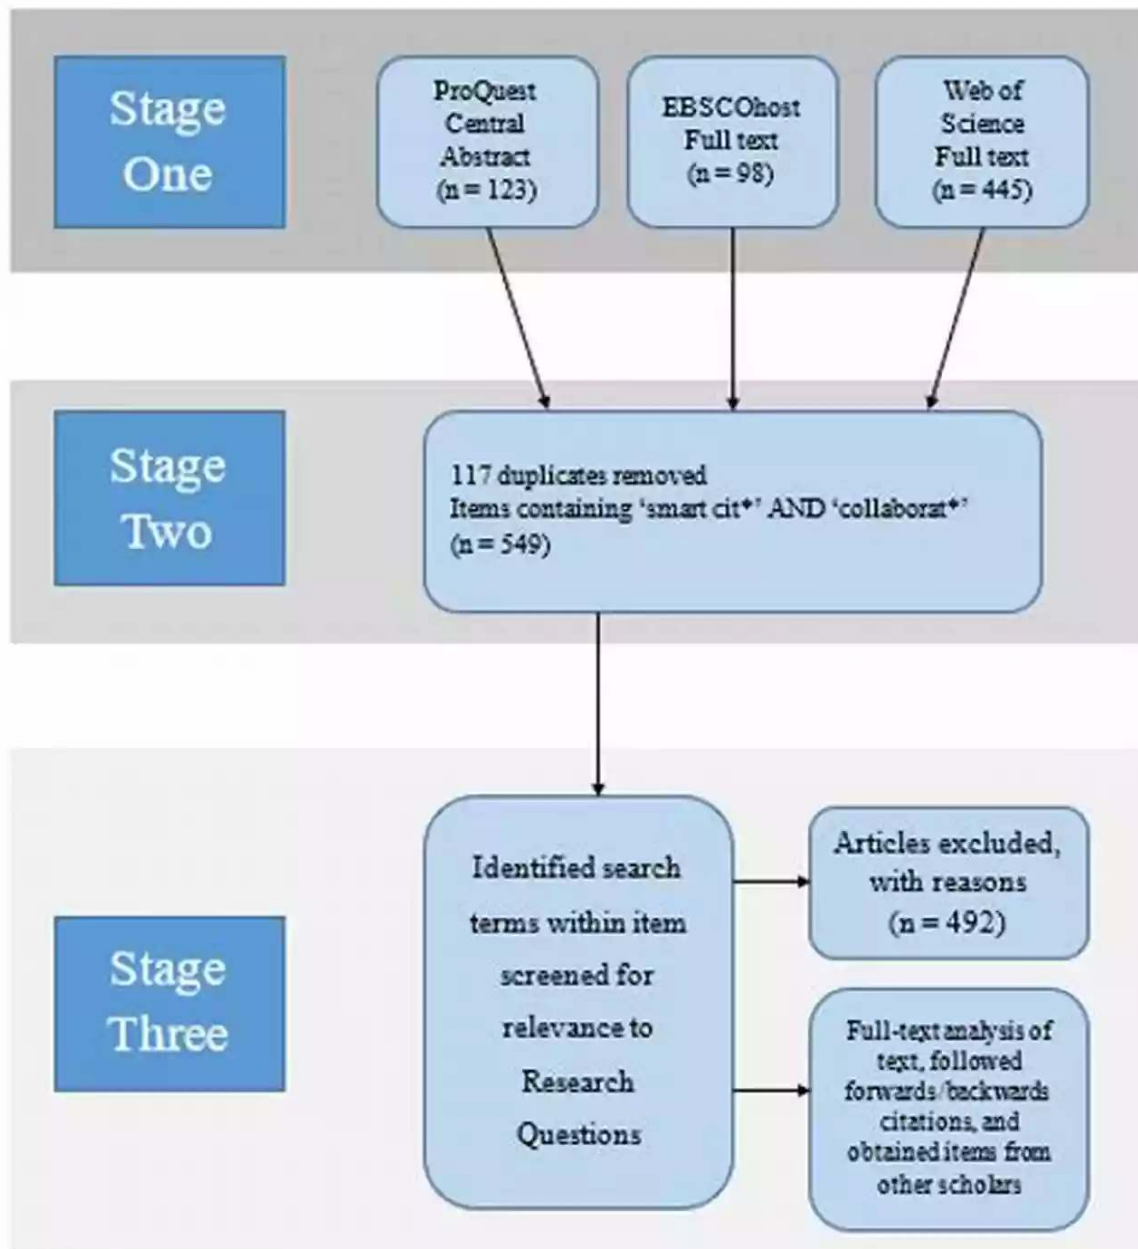 Stage
One
ProQuest
Central
Abstract
(n = 123)
EBSCOhost
Full text
(n = 98)
Web of
Science
Full text
(n = 445)
Stage
Two
117 duplicates removed
Items containing ‘smart cit*’ AND ‘collaborat*’
(n = 549)
Stage
Three
Identified search
terms within item
screened for
relevance to
Research
Questions
Articles excluded,
with reasons
(n = 492)
Full-text analysis of
text, followed
forwards/backwards
citations, and
obtained items from
other scholars